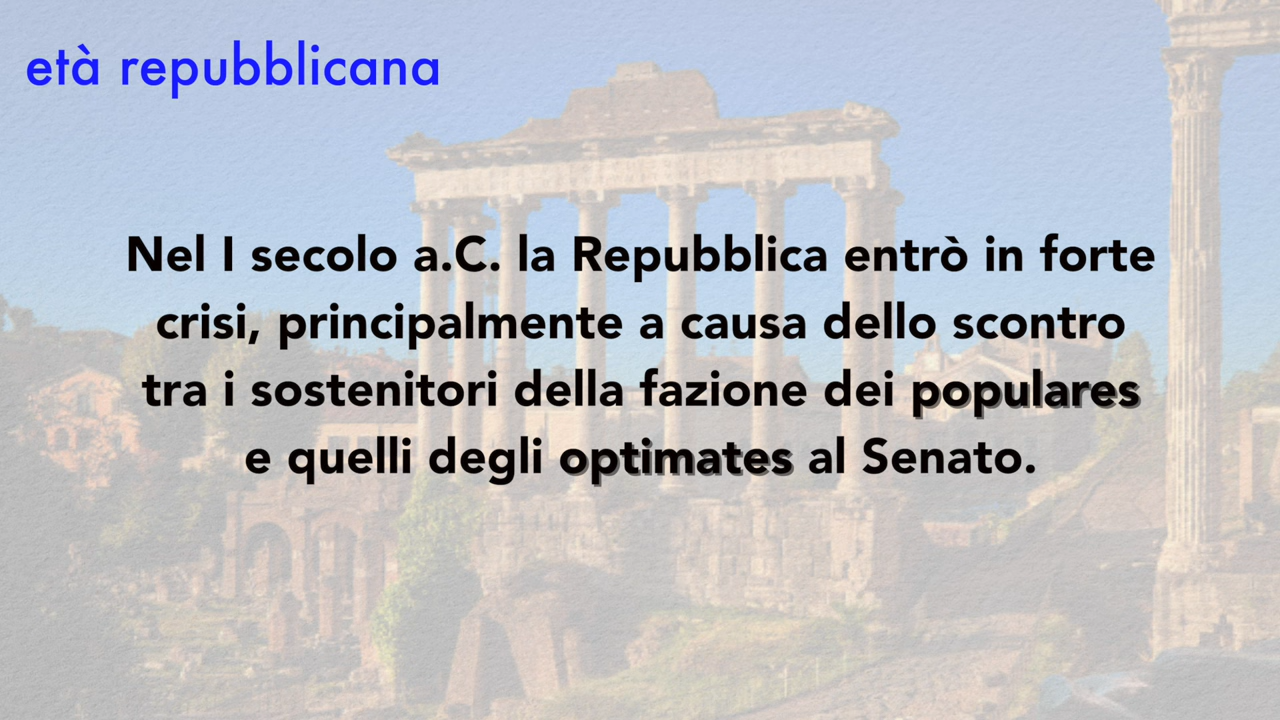 età repubblicana
Nel I secolo a.C. la Repubblica entrò in forte
crisi, principalmente a causa dello scontro
tra i sostenitori della fazione dei populares
e quelli degli optimates al Senato.